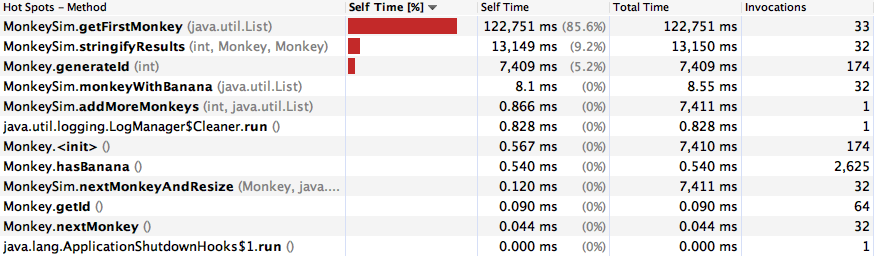 Hot Spots – Method Self Time [%] Self Time Total Time Invocations
MonkeySim.getFirstMonkey (java.util.List) 122,751 ms (85.6%) 122,751 ms 33
MonkeySim.stringifyResults (int, Monkey, Monkey) 13,149 ms (9.2%) 13,150 ms 32
Monkey.generateId (int) 7,409 ms (5.2%) 7,409 ms 174
MonkeySim.monkeyWithBanana (java.util.List) 8.1 ms (0%) 8.55 ms 32
MonkeySim.addMoreMonkeys (int, java.util.List) 0.866 ms (0%) 7,411 ms 1
java.util.logging.LogManager$Cleaner.run () 0.828 ms (0%) 0.828 ms 1
Monkey.<init> () 0.567 ms (0%) 7,410 ms 174
Monkey.hasBanana () 0.540 ms (0%) 0.540 ms 2,625
MonkeySim.nextMonkeyAndResize (Monkey, java.... 0.120 ms (0%) 7,411 ms 32
Monkey.getId () 0.090 ms (0%) 0.090 ms 64
Monkey.nextMonkey () 0.044 ms (0%) 0.044 ms 32
java.lang.ApplicationShutdownHooks$1.run () 0.000 ms (0%) 0.000 ms 1